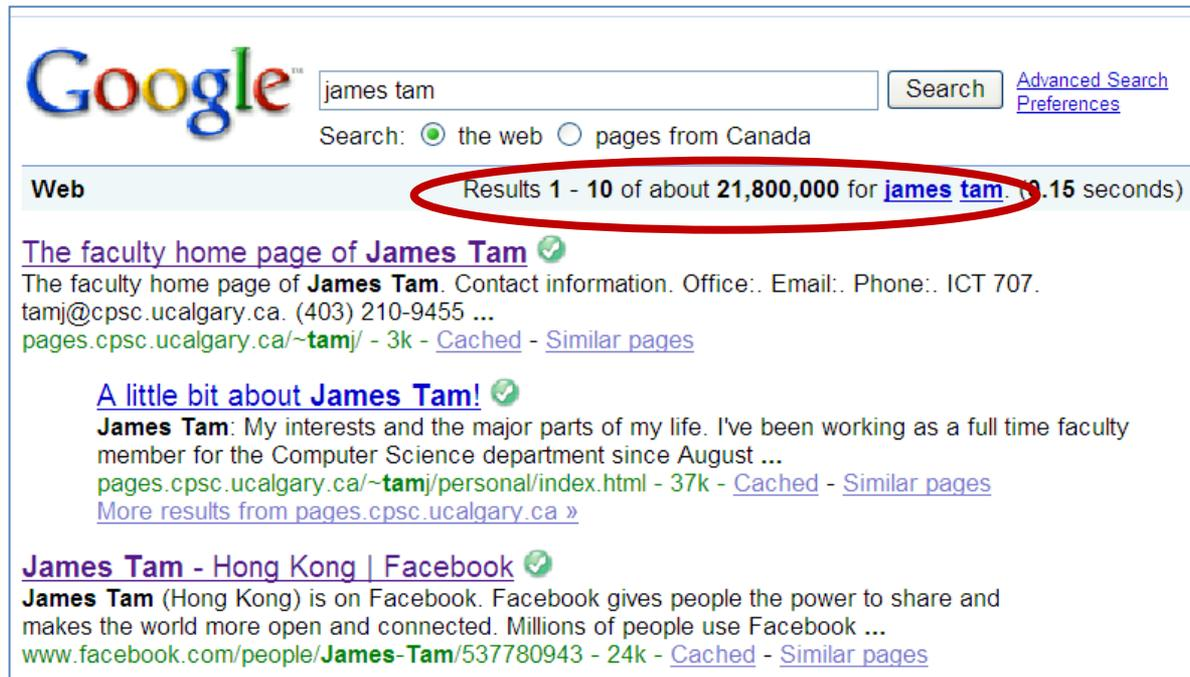 Google™
james tam
Search
Advanced Search
Preferences
Search: the web pages from Canada
Web Results 1 - 10 of about 21,800,000 for james tam. (0.15 seconds)
The faculty home page of James Tam
The faculty home page of James Tam. Contact information. Office:. Email:. Phone:. ICT 707.
tamj@cpsc.ucalgary.ca. (403) 210-9455 ...
pages.cpsc.ucalgary.ca/~tamj/ - 3k - Cached - Similar pages
A little bit about James Tam!
James Tam: My interests and the major parts of my life. I've been working as a full time faculty
member for the Computer Science department since August ...
pages.cpsc.ucalgary.ca/~tamj/personal/index.html - 37k - Cached - Similar pages
More results from pages.cpsc.ucalgary.ca »
James Tam - Hong Kong | Facebook
James Tam (Hong Kong) is on Facebook. Facebook gives people the power to share and
makes the world more open and connected. Millions of people use Facebook ...
www.facebook.com/people/James-Tam/537780943 - 24k - Cached - Similar pages